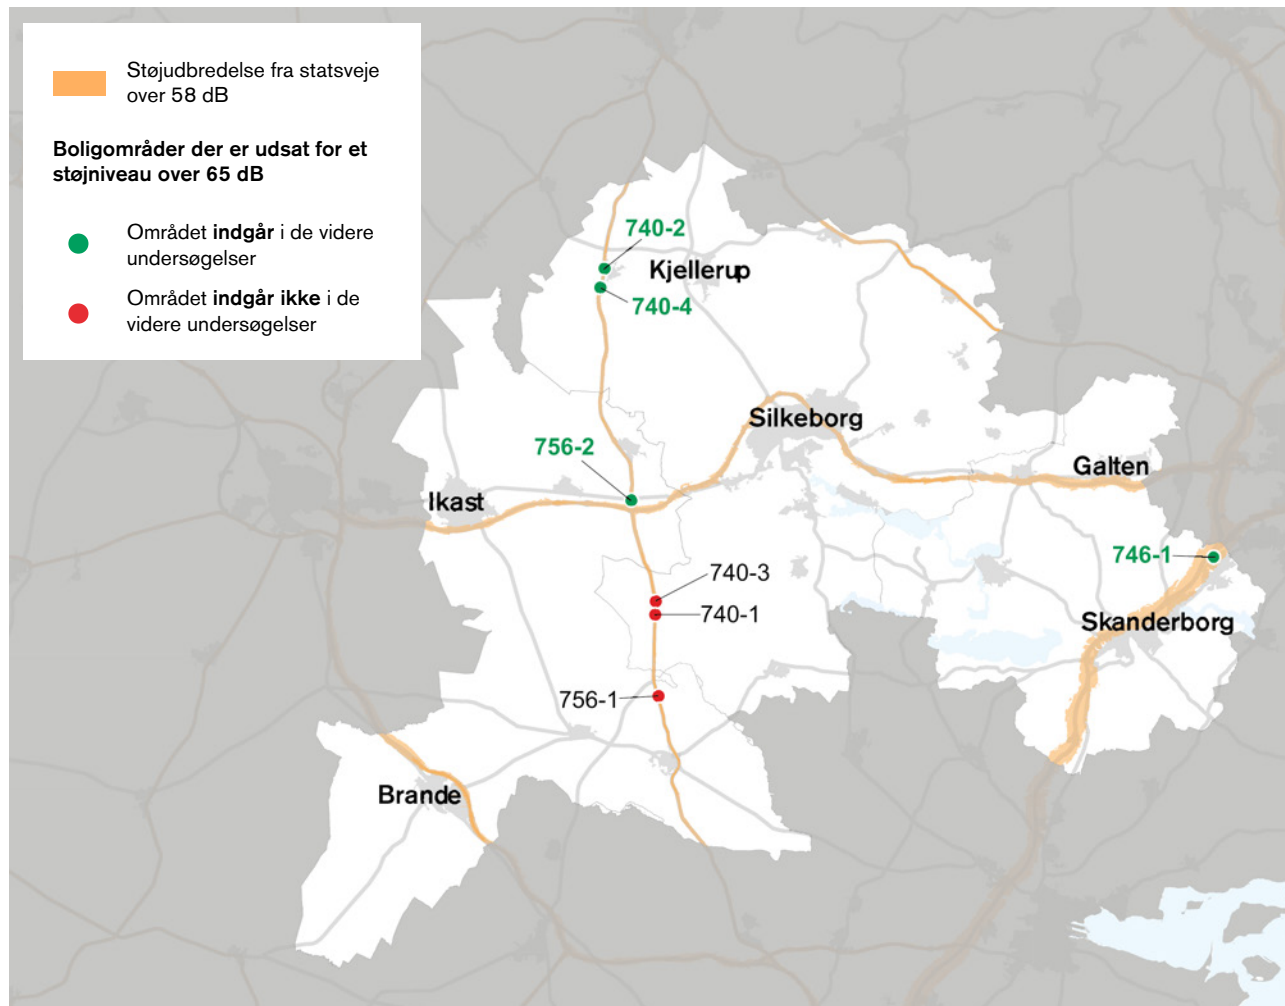 Støjudbredelse fra statsveje
over 58 dB
Boligområder der er udsat for et
støjniveau over 65 dB
Området indgår i de videre
undersøgelser
Området indgår ikke i de
videre undersøgelser
740-2
Kjellerup
740-4
Silkeborg
756-2
Galten
Ikast
746-1
740-3
740-1
Skanderborg
756-1
Brande